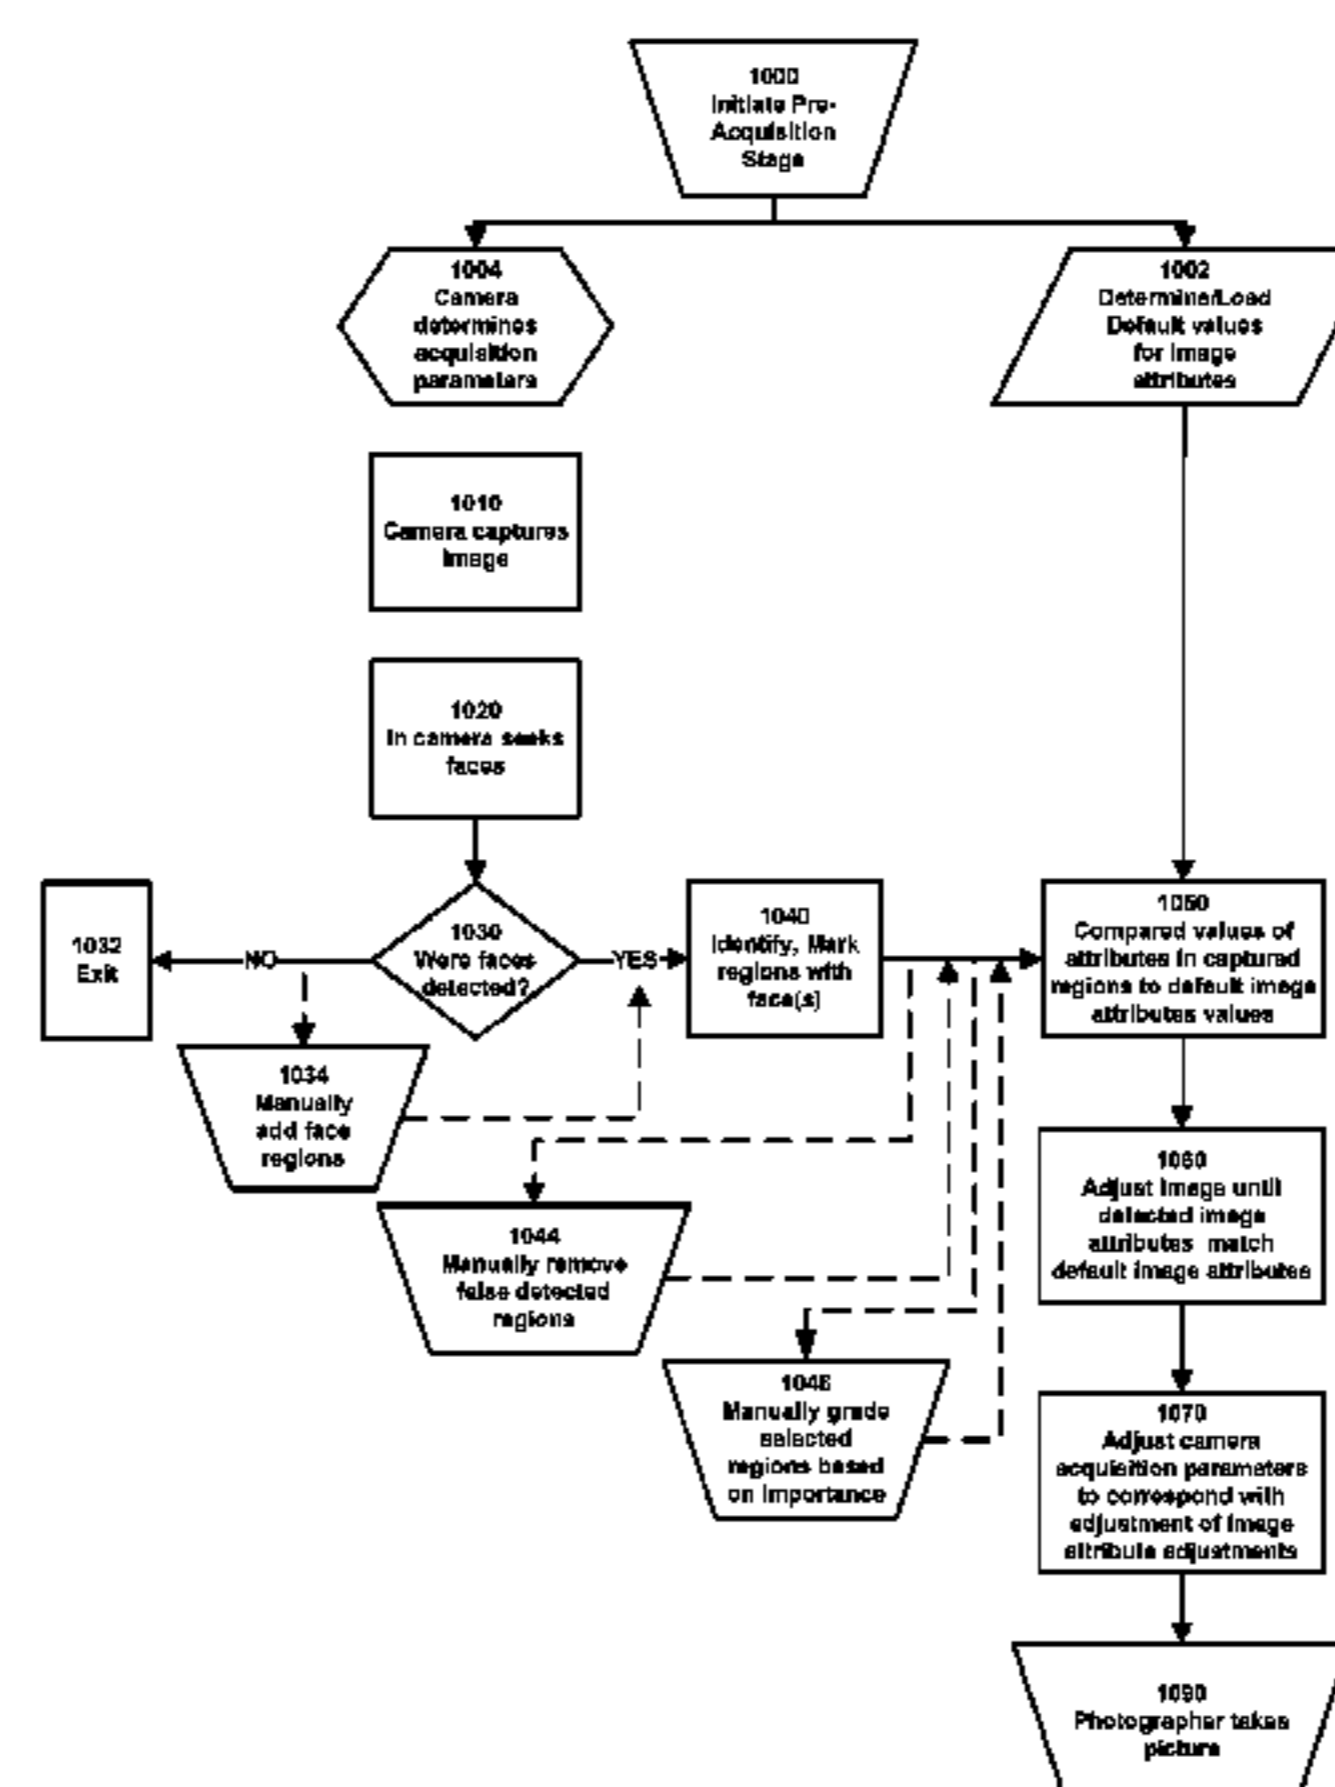 1000
Initiate Pre-
Acquisition
Stage
1004
Camera
determines
acquisition
parameters
1002
Determine/Load
Default values
for image
attributes
1010
Camera captures
Image
1020
In camera seeks
faces
1032
Exit
NO
1030
Were faces
detected?
YES
1040
Identify, Mark
regions with
face(s)
1050
Compared values of
attributes in captured
regions to default image
attributes values
1034
Manually
add face
regions
1044
Manually remove
false detected
regions
1060
Adjust image until
detected image
attributes match
default image attributes
1048
Manually grade
selected
regions based
on importance
1070
Adjust camera
acquisition parameters
to correspond with
adjustment of image
attribute adjustments
1090
Photographer takes
picture